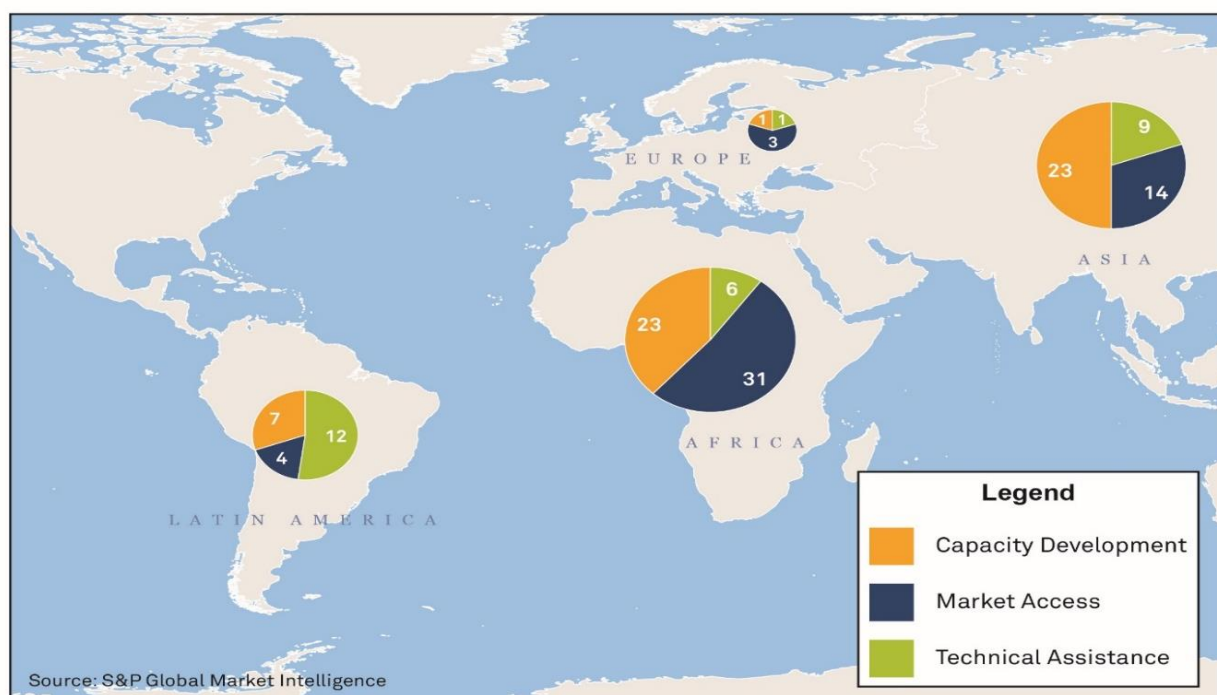 1 1
3
EUROPE
9
23
14
ASIA
6
23
31
AFRICA
7
12
4
LATIN AMERICA
Legend
Capacity Development
Market Access
Technical Assistance
Source: S&P Global Market Intelligence